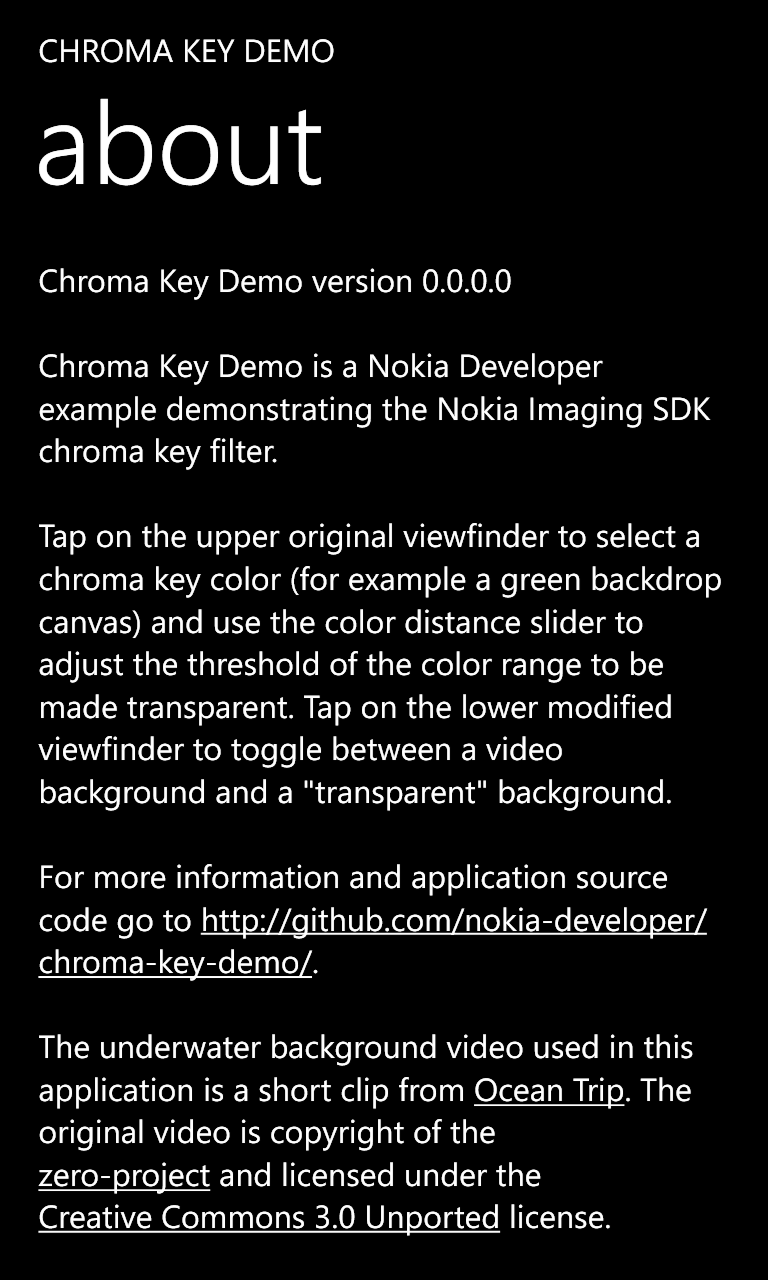 CHROMA KEY DEMO
about
Chroma Key Demo version 0.0.0.0
Chroma Key Demo is a Nokia Developer
example demonstrating the Nokia Imaging SDK
chroma key filter.
Tap on the upper original viewfinder to select a
chroma key color (for example a green backdrop
canvas) and use the color distance slider to
adjust the threshold of the color range to be
made transparent. Tap on the lower modified
viewfinder to toggle between a video
background and a "transparent" background.
For more information and application source
code go to http://github.com/nokia-developer/
chroma-key-demo/.
The underwater background video used in this
application is a short clip from Ocean Trip. The
original video is copyright of the
zero-project and licensed under the
Creative Commons 3.0 Unported license.